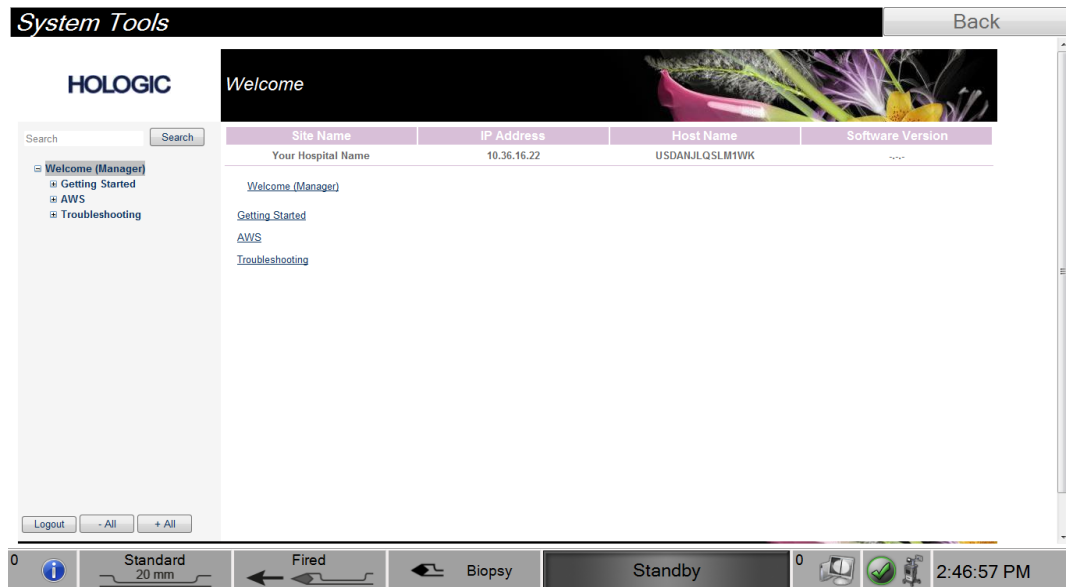 System Tools
Back
HOLOGIC
Welcome
Search
Search
Site Name IP Address Host Name Software Version
Your Hospital Name 10.36.16.22 USDANJLQSLM1WK -.-.-
Welcome (Manager)
Getting Started
AWS
Troubleshooting
Welcome (Manager)
Getting Started
AWS
Troubleshooting
Logout - All + All
0
Standard
20 mm
Fired
Biopsy
Standby
0
2:46:57 PM